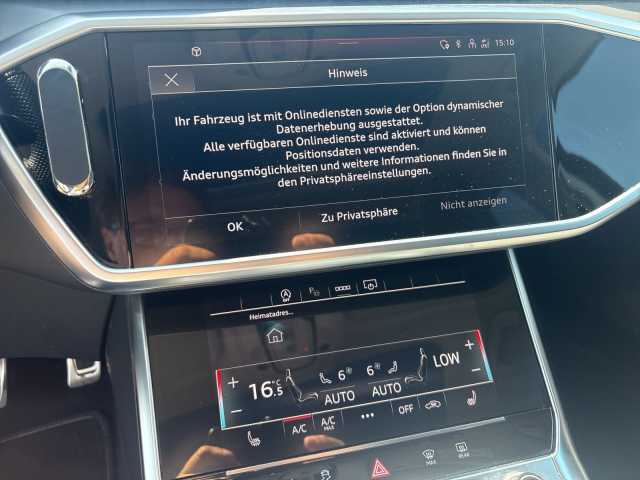 15:10
Hinweis
Ihr Fahrzeug ist mit Onlinediensten sowie der Option dynamischer
Datenerhebung ausgestattet.
Alle verfügbaren Onlinedienste sind aktiviert und können
Positionsdaten verwenden.
Änderungsmöglichkeiten und weitere Informationen finden Sie in
den Privatsphäreeinstellungen.
OK Zu Privatsphäre Nicht anzeigen
Heimatadres...
+ 16.5 °C 6 6 LOW +
− AUTO AUTO −
A/C A/C MAX ••• OFF
MAX REAR